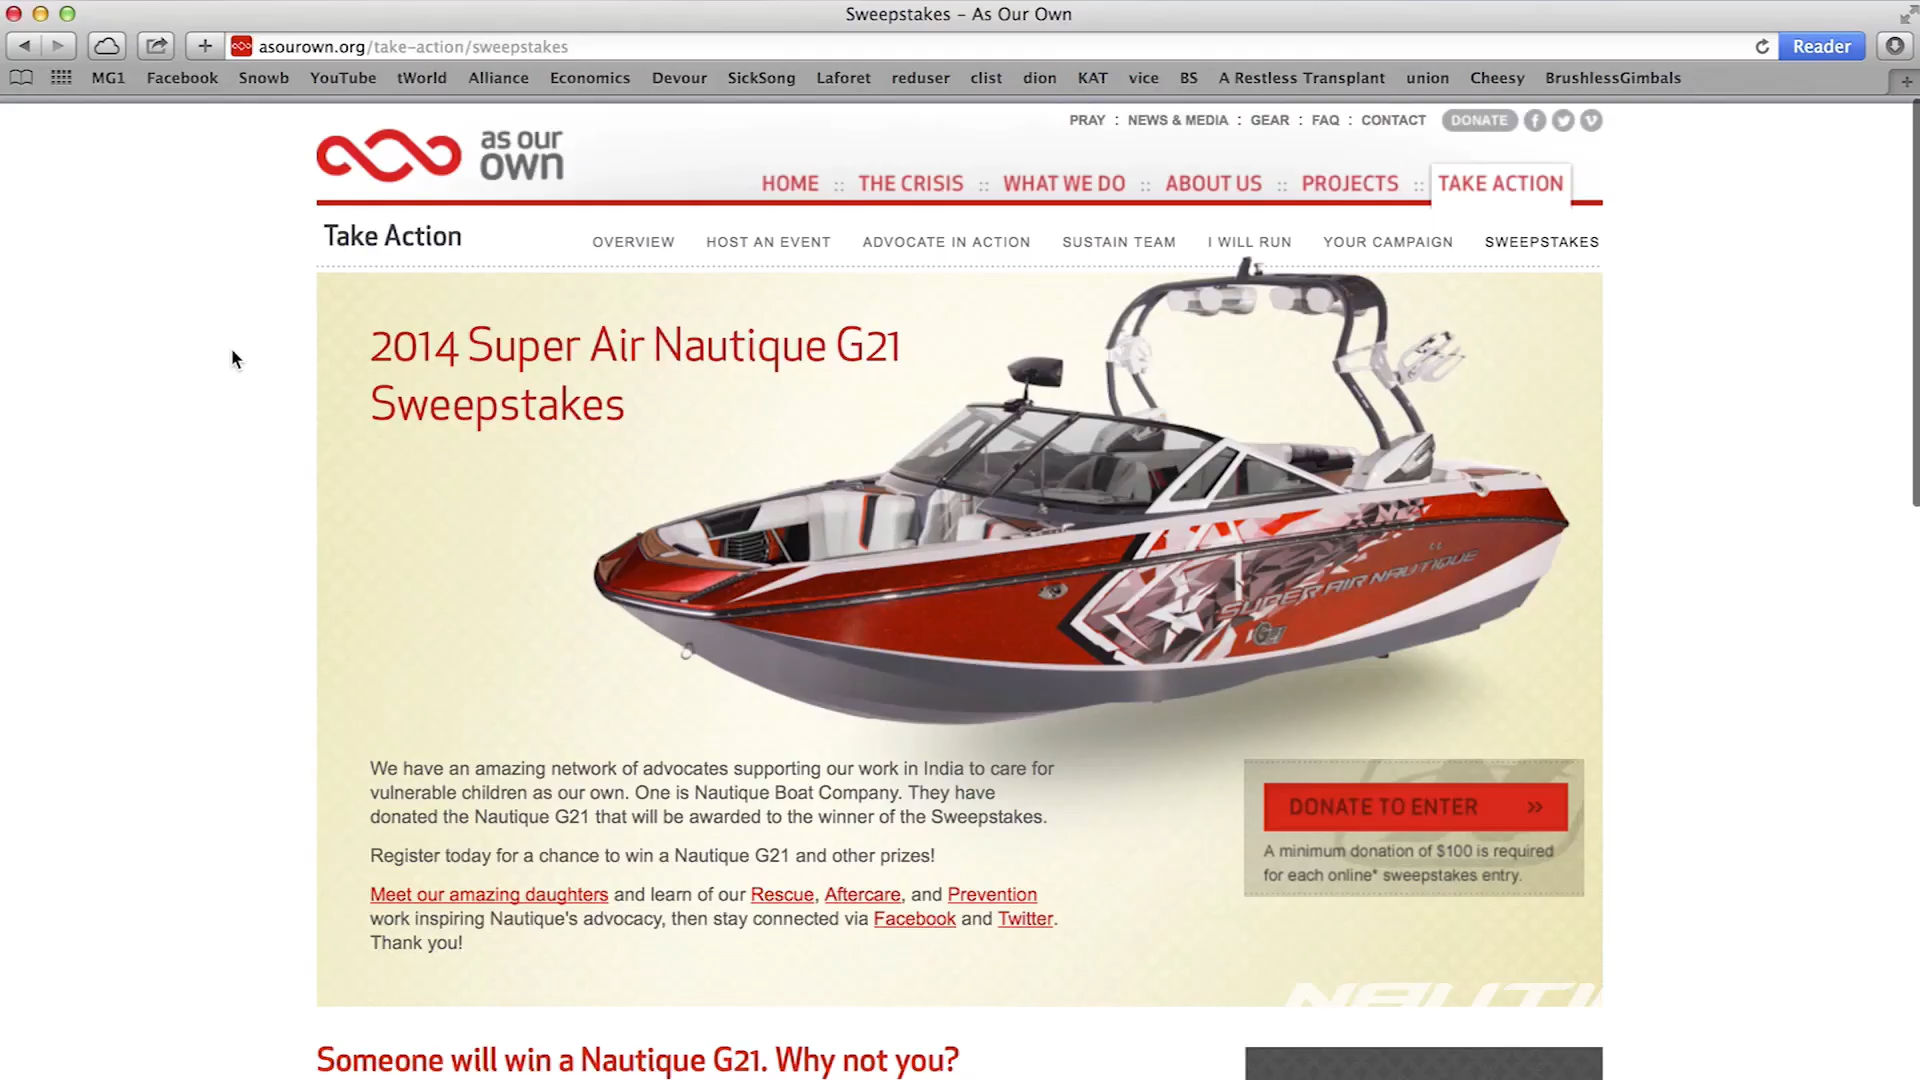 Sweepstakes – As Our Own
asourown.org/take-action/sweepstakes
Reader
MG1 Facebook Snowb YouTube tWorld Alliance Economics Devour SickSong Laforet reduser clist dion KAT vice BS A Restless Transplant union Cheesy BrushlessGimbals
PRAY : NEWS & MEDIA : GEAR : FAQ : CONTACT DONATE
as our
own
HOME :: THE CRISIS :: WHAT WE DO :: ABOUT US :: PROJECTS :: TAKE ACTION
Take Action
OVERVIEW HOST AN EVENT ADVOCATE IN ACTION SUSTAIN TEAM I WILL RUN YOUR CAMPAIGN SWEEPSTAKES
2014 Super Air Nautique G21
Sweepstakes
SUPER AIR NAUTIQUE
G21
We have an amazing network of advocates supporting our work in India to care for
vulnerable children as our own. One is Nautique Boat Company. They have
donated the Nautique G21 that will be awarded to the winner of the Sweepstakes.
Register today for a chance to win a Nautique G21 and other prizes!
Meet our amazing daughters and learn of our Rescue, Aftercare, and Prevention
work inspiring Nautique's advocacy, then stay connected via Facebook and Twitter.
Thank you!
DONATE TO ENTER »
A minimum donation of $100 is required
for each online* sweepstakes entry.
NAUTI
Someone will win a Nautique G21. Why not you?